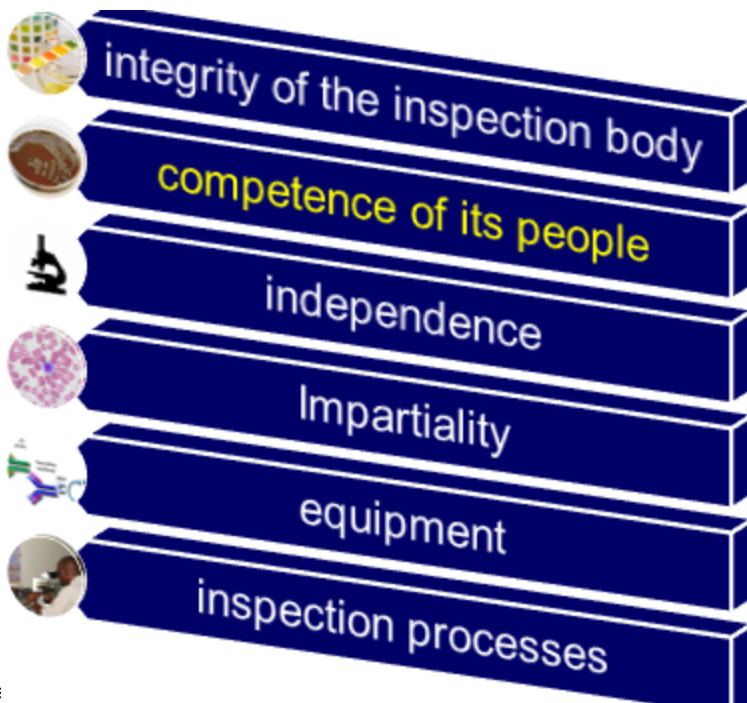 integrity of the inspection body
competence of its people
independence
Impartiality
equipment
inspection processes